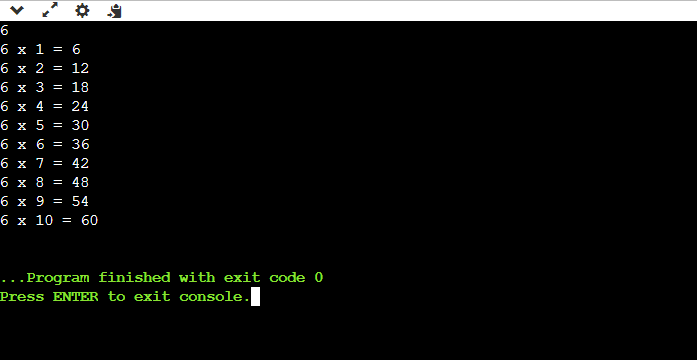 6
6 x 1 = 6
6 x 2 = 12
6 x 3 = 18
6 x 4 = 24
6 x 5 = 30
6 x 6 = 36
6 x 7 = 42
6 x 8 = 48
6 x 9 = 54
6 x 10 = 60
...Program finished with exit code 0
Press ENTER to exit console.